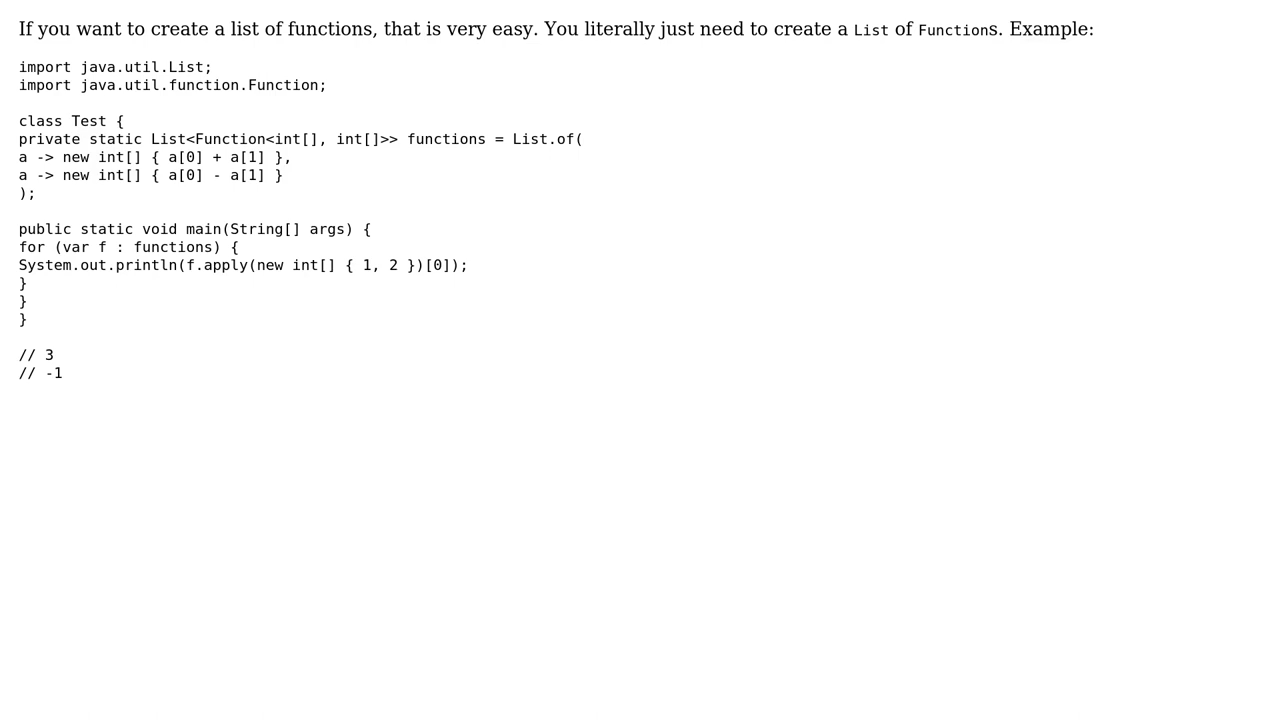 If you want to create a list of functions, that is very easy. You literally just need to create a List of Functions. Example:
import java.util.List;
import java.util.function.Function;
class Test {
private static List<Function<int[], int[]>> functions = List.of(
a -> new int[] { a[0] + a[1] },
a -> new int[] { a[0] - a[1] }
);
public static void main(String[] args) {
for (var f : functions) {
System.out.println(f.apply(new int[] { 1, 2 })[0]);
}
}
}
// 3
// -1